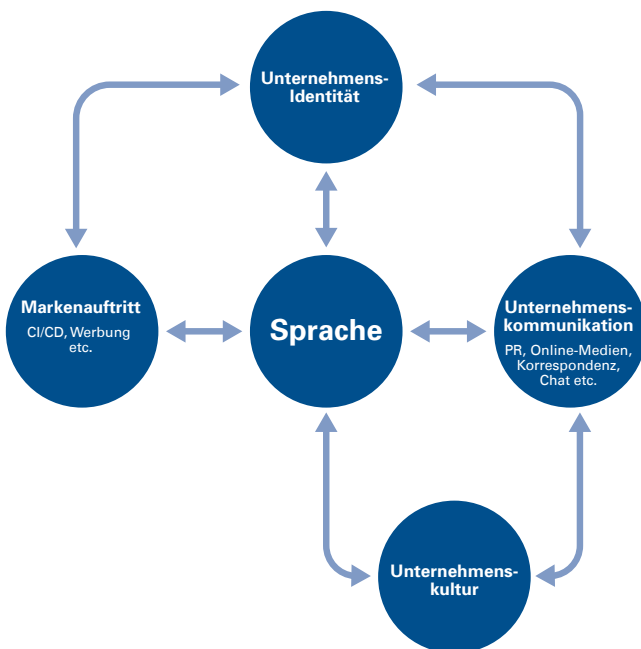 Unternehmens-
Identität
Markenauftritt
CI/CD, Werbung
etc.
Sprache
Unternehmens-
kommunikation
PR, Online-Medien,
Korrespondenz,
Chat etc.
Unternehmens-
kultur